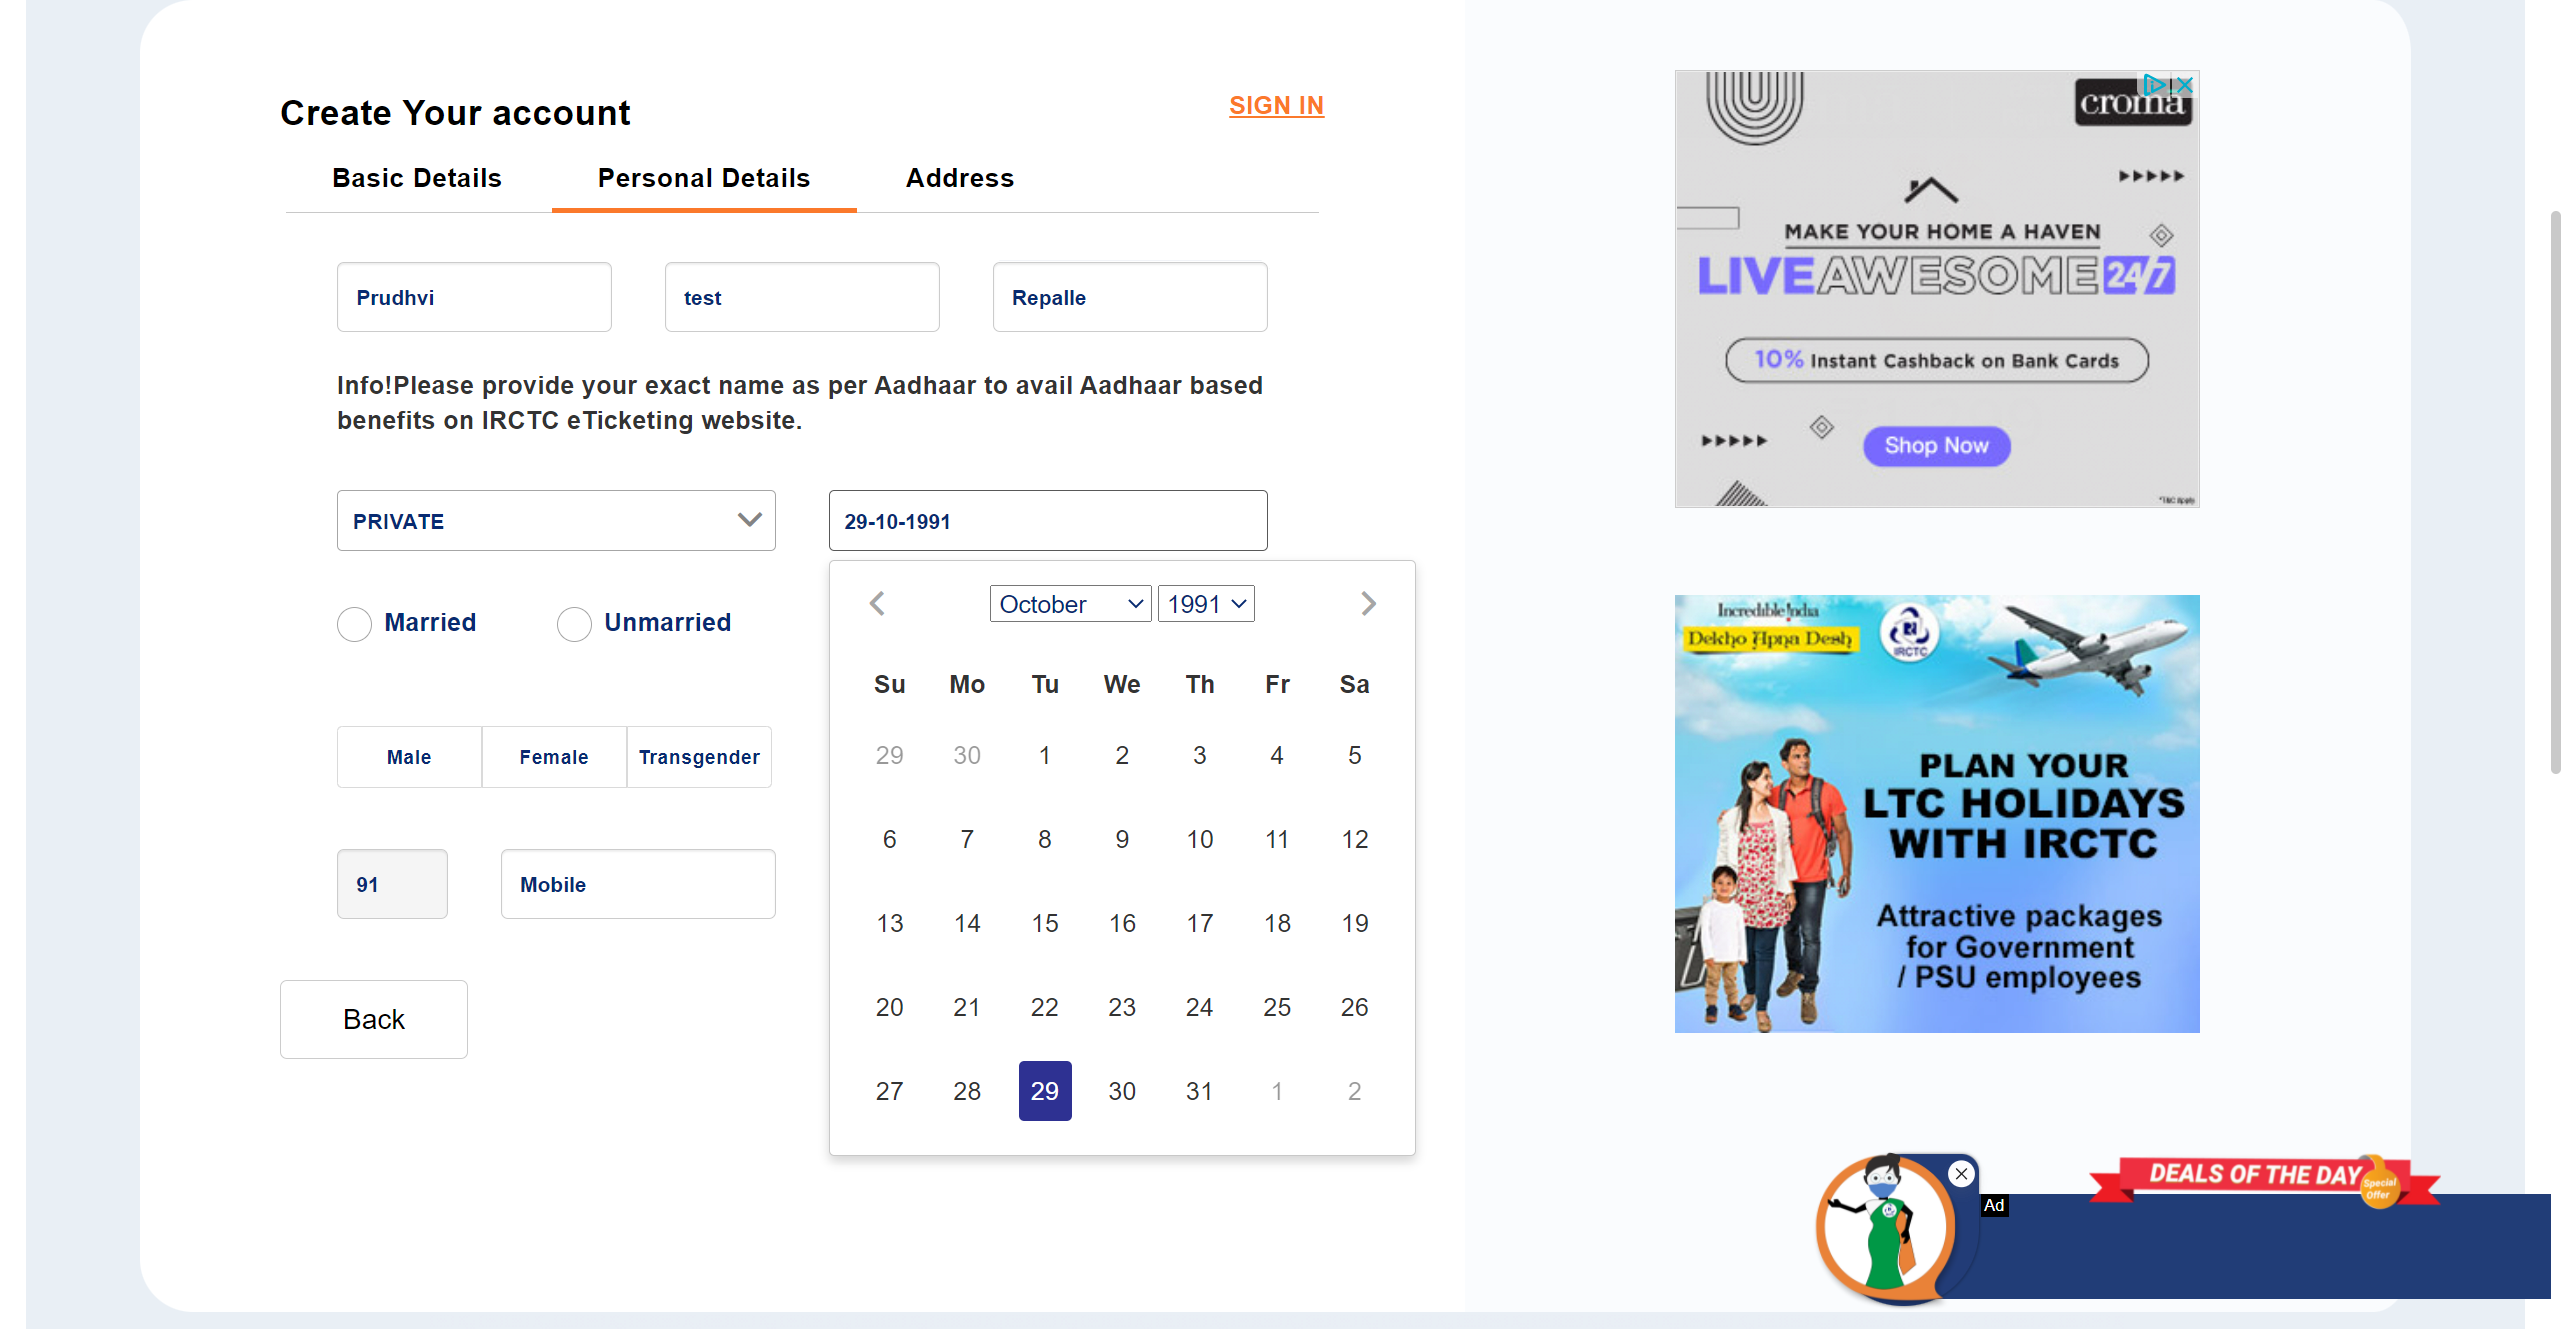 Create Your account
SIGN IN
Basic Details
Personal Details
Address
Prudhvi
test
Repalle
Info!Please provide your exact name as per Aadhaar to avail Aadhaar based
benefits on IRCTC eTicketing website.
PRIVATE
29-10-1991
Married
Unmarried
Male
Female
Transgender
91
Mobile
Back
October 1991
Su Mo Tu We Th Fr Sa
29 30 1 2 3 4 5
6 7 8 9 10 11 12
13 14 15 16 17 18 19
20 21 22 23 24 25 26
27 28 29 30 31 1 2
croma
MAKE YOUR HOME A HAVEN
LIVEAWESOME24/7
10% Instant Cashback on Bank Cards
Shop Now
*T&C Apply
Incredible !ndia
Dekho Apna Desh
IRCTC
PLAN YOUR
LTC HOLIDAYS
WITH IRCTC
Attractive packages
for Government
/ PSU employees
DEALS OF THE DAY
Special
Offer
Ad